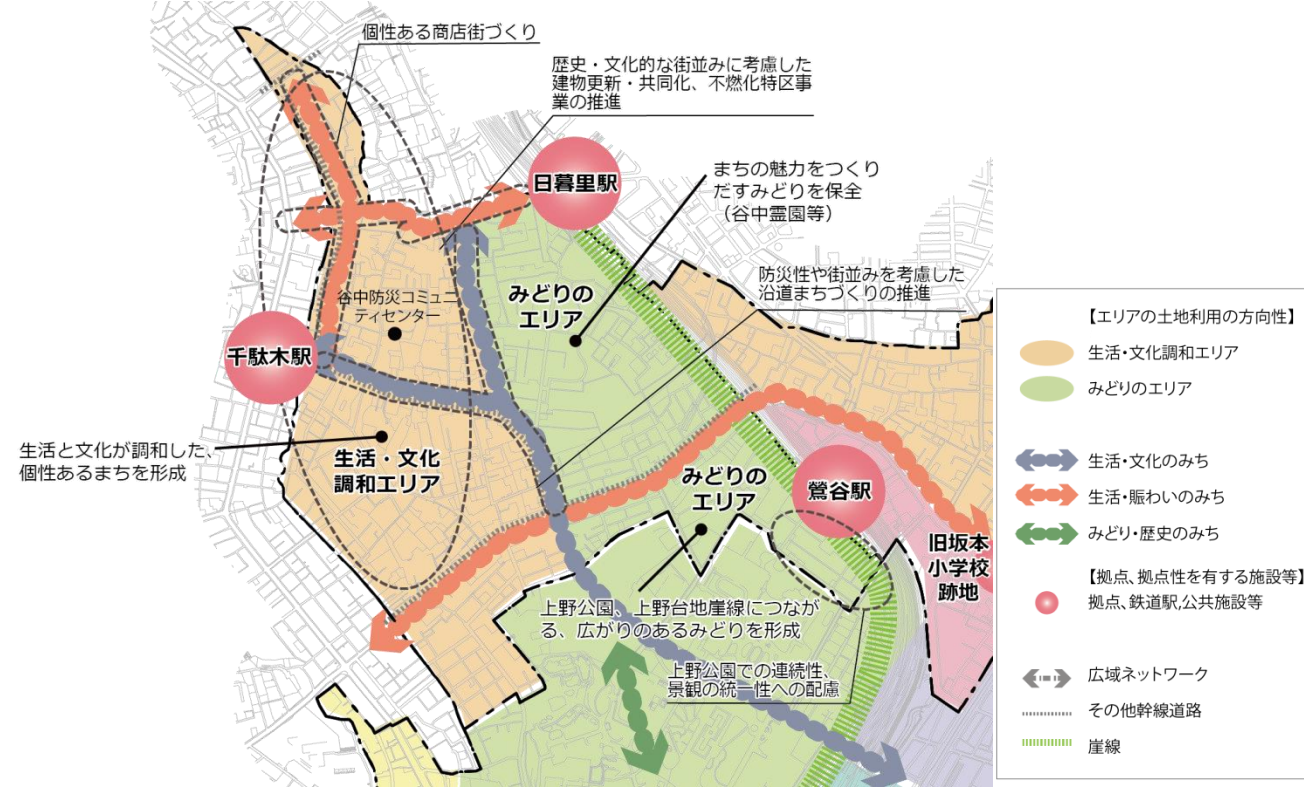 個性ある商店街づくり
歴史・文化的な街並みに考慮した
建物更新・共同化、不燃化特区事
業の推進
日暮里駅
まちの魅力をつくり
だすみどりを保全
（谷中霊園等）
防災性や街並みを考慮した
沿道まちづくりの推進
みどりの
エリア
谷中防災コミュニ
ティセンター
千駄木駅
生活と文化が調和した、
個性あるまちを形成
生活・文化
調和エリア
みどりの
エリア
鶯谷駅
旧坂本
小学校
跡地
上野公園、上野台地崖線につなが
る、広がりのあるみどりを形成
上野公園での連続性、
景観の統一性への配慮
【エリアの土地利用の方向性】
生活・文化調和エリア
みどりのエリア
生活・文化のみち
生活・賑わいのみち
みどり・歴史のみち
【拠点、拠点性を有する施設等】
拠点、鉄道駅,公共施設等
広域ネットワーク
その他幹線道路
崖線